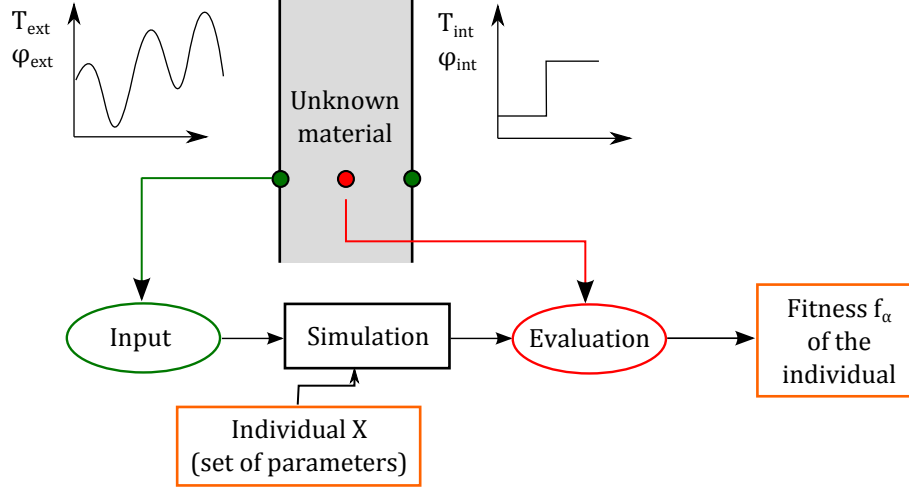 T_ext
φ_ext
T_int
φ_int
Unknown
material
Input
Simulation
Evaluation
Fitness f_α
of the
individual
Individual X
(set of parameters)